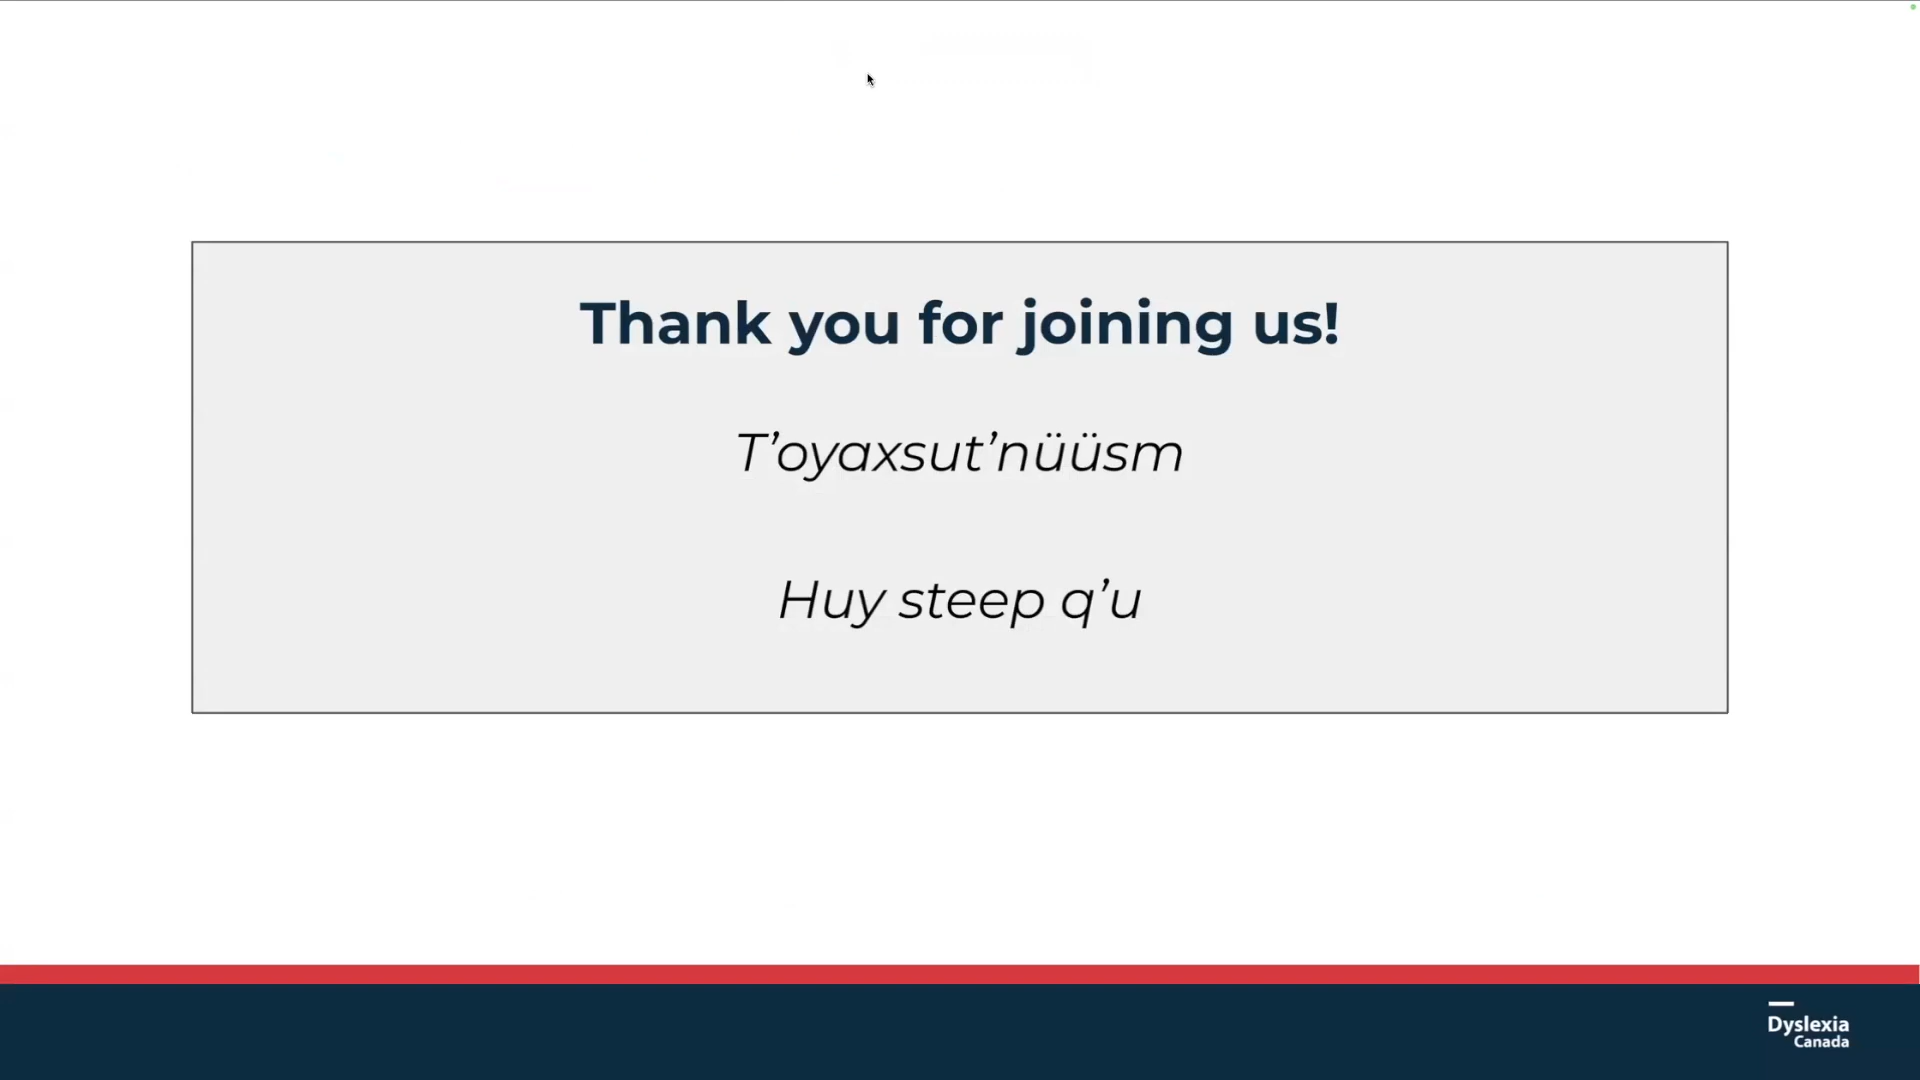 Thank you for joining us!
T’oyaxsut’nüüsm
Huy steep q’u
Dyslexia
Canada